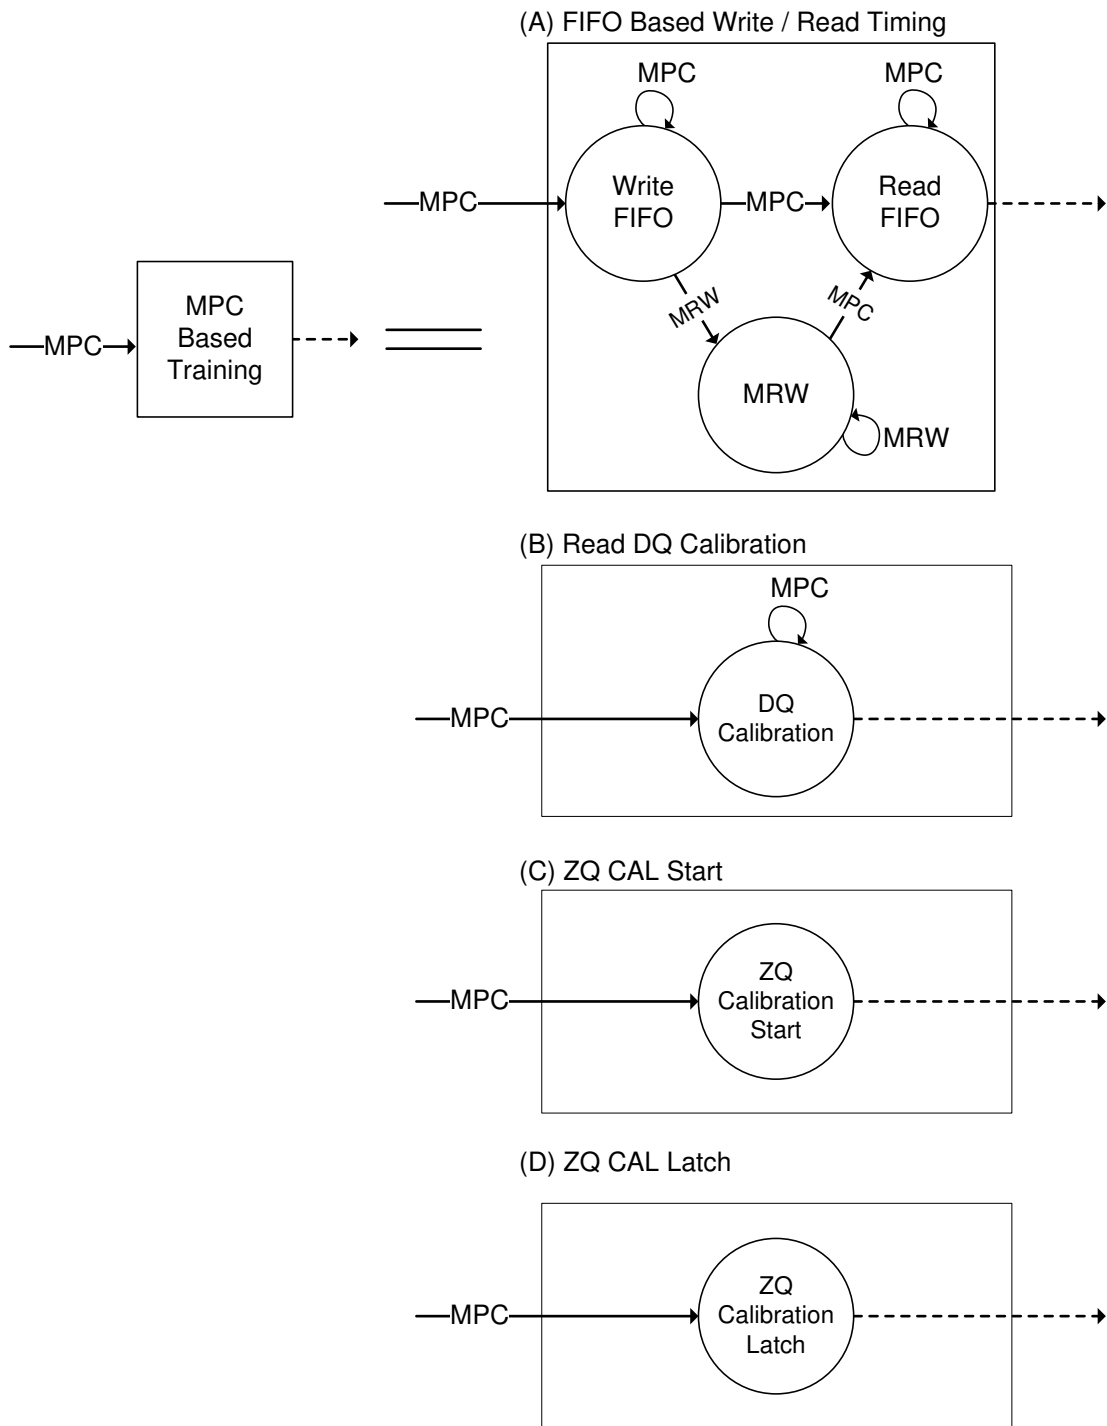 (A) FIFO Based Write / Read Timing
MPC
MPC
MPC
Write
FIFO
MPC
Read
FIFO
MRW
MPC
MRW
MRW
MPC
MPC
Based
Training
(B) Read DQ Calibration
MPC
MPC
DQ
Calibration
(C) ZQ CAL Start
MPC
ZQ
Calibration
Start
(D) ZQ CAL Latch
MPC
ZQ
Calibration
Latch